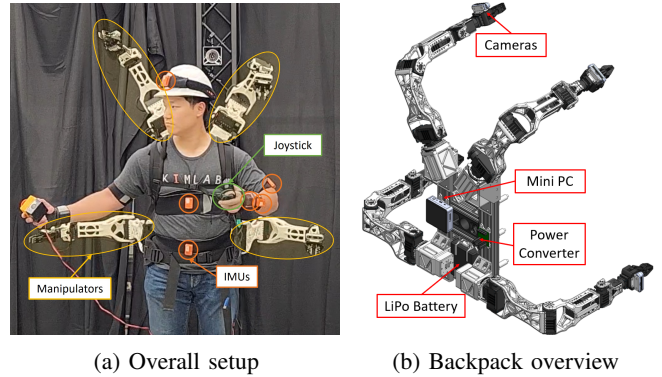 Cameras
Joystick
KIMLAB
Mini PC
Power
Converter
Manipulators
IMUs
LiPo Battery
(a) Overall setup
(b) Backpack overview